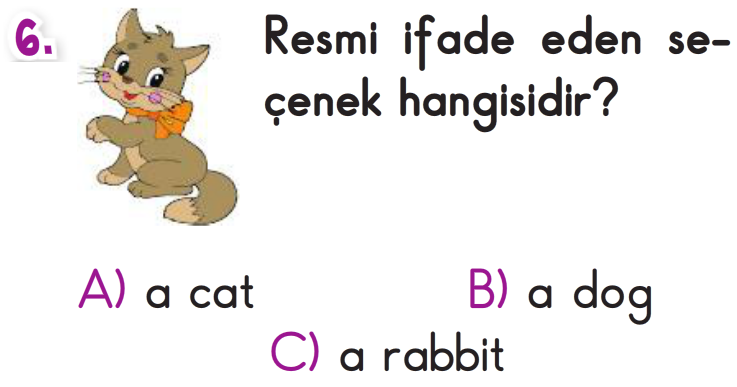 6. Resmi ifade eden se-
çenek hangisidir?
A) a cat B) a dog
C) a rabbit